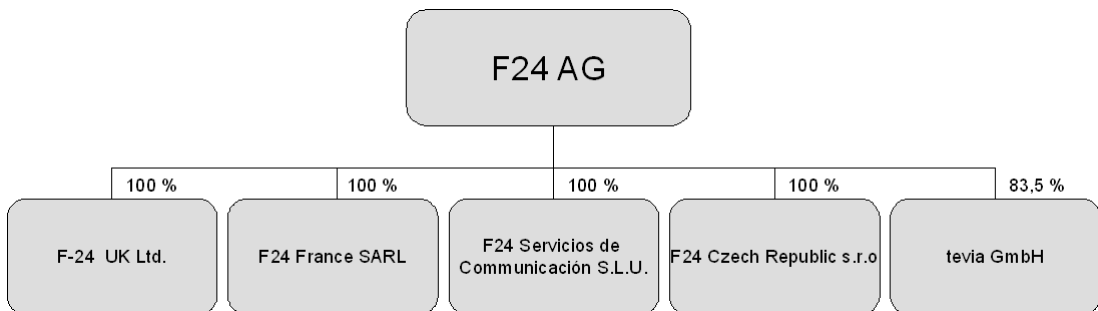 F24 AG
100 %
100 %
100 %
100 %
83,5 %
F-24 UK Ltd.
F24 France SARL
F24 Servicios de
Communicación S.L.U.
F24 Czech Republic s.r.o
tevia GmbH